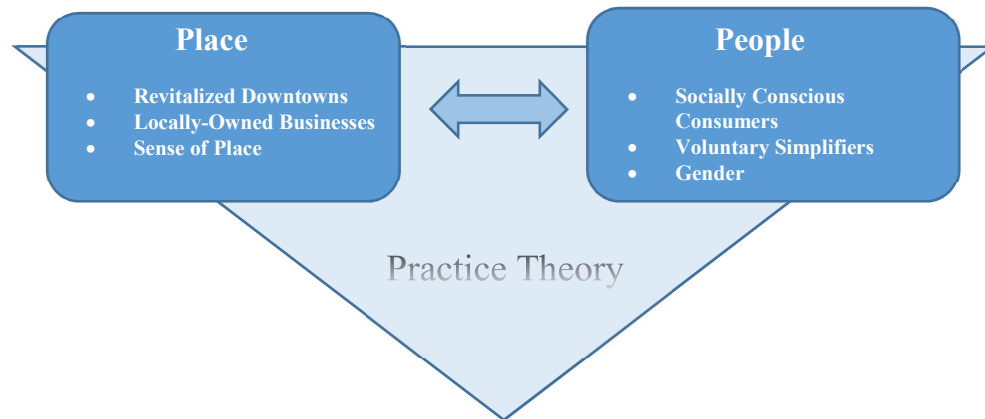 Place
• Revitalized Downtowns
• Locally-Owned Businesses
• Sense of Place
People
• Socially Conscious
Consumers
• Voluntary Simplifiers
• Gender
Practice Theory